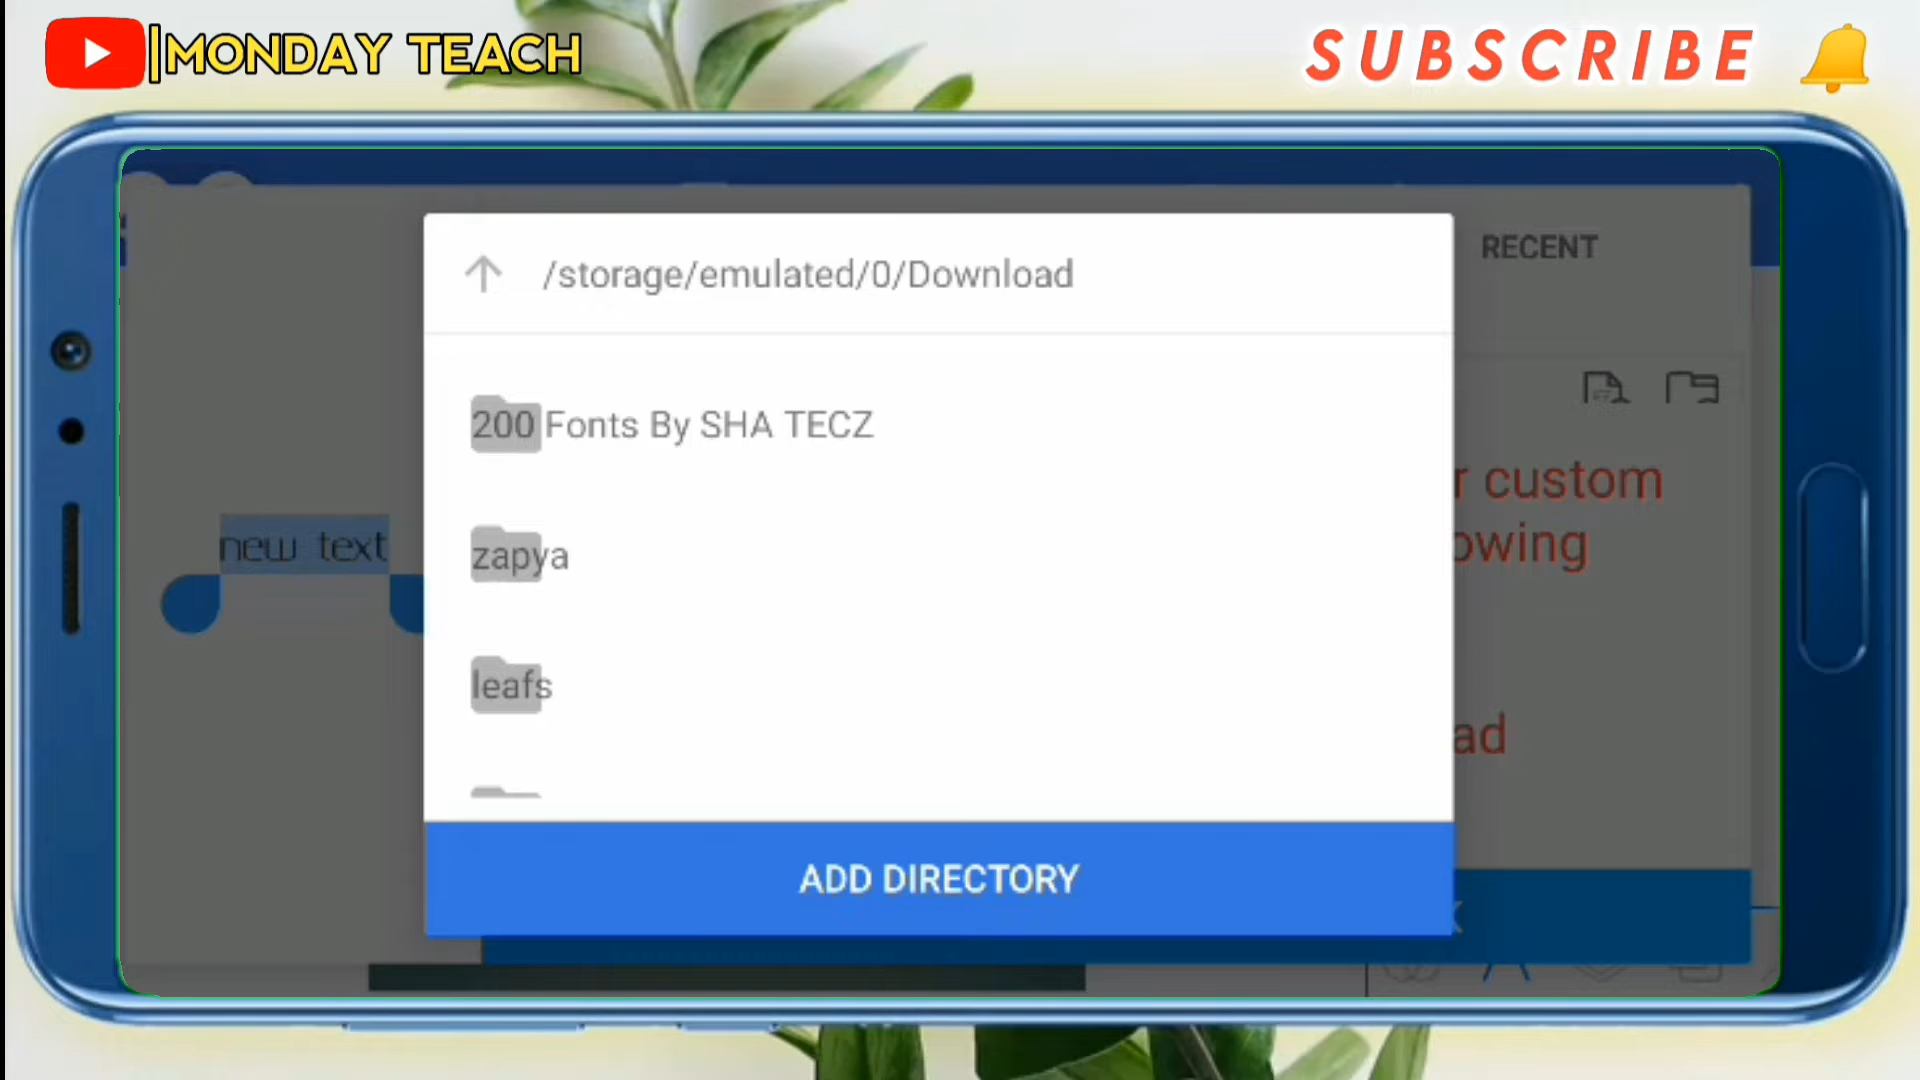 MONDAY TEACH
SUBSCRIBE
/storage/emulated/0/Download
RECENT
200 Fonts By SHA TECZ
custom
new text
zapya
leafs
ad
ADD DIRECTORY